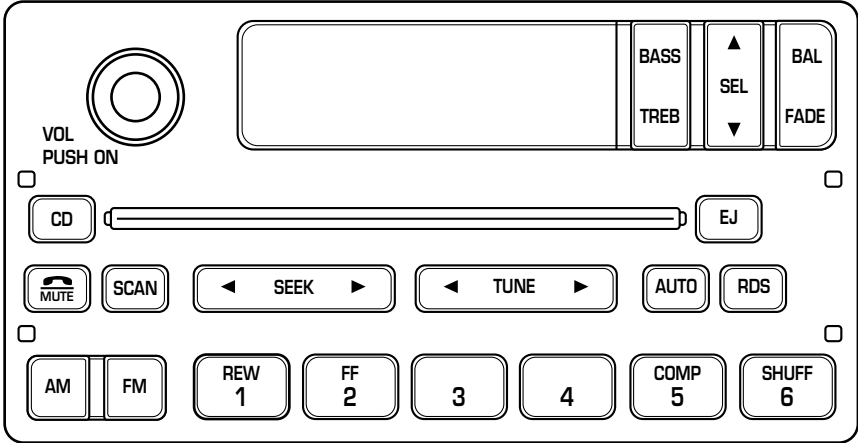 BASS
SEL
BAL
TREB
FADE
VOL
PUSH ON
CD
EJ
MUTE
SCAN
SEEK
TUNE
AUTO
RDS
AM
FM
REW
1
FF
2
3
4
COMP
5
SHUFF
6